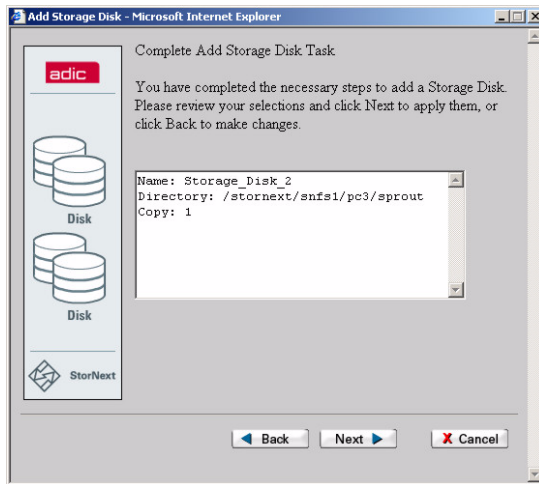 Add Storage Disk - Microsoft Internet Explorer
adic
Disk
Disk
StorNext
Complete Add Storage Disk Task
You have completed the necessary steps to add a Storage Disk.
Please review your selections and click Next to apply them, or
click Back to make changes.
Name: Storage_Disk_2
Directory: /stornext/snfs1/pc3/sprout
Copy: 1
Back
Next
X Cancel